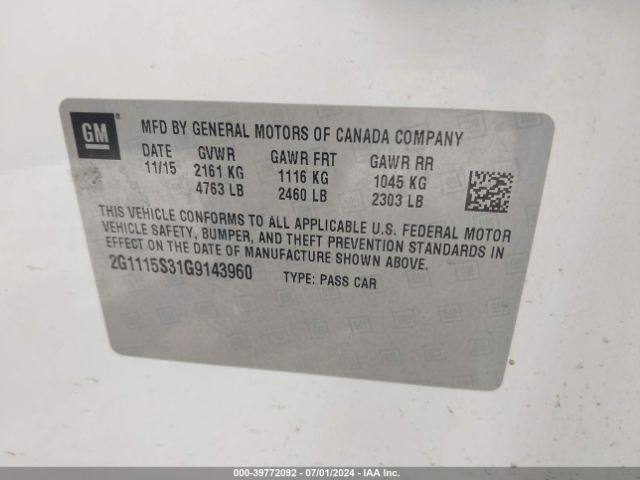 GM
MFD BY GENERAL MOTORS OF CANADA COMPANY
DATE GVWR GAWR FRT GAWR RR
11/15 2161 KG 1116 KG 1045 KG
4763 LB 2460 LB 2303 LB
THIS VEHICLE CONFORMS TO ALL APPLICABLE U.S. FEDERAL MOTOR
VEHICLE SAFETY, BUMPER, AND THEFT PREVENTION STANDARDS IN
EFFECT ON THE DATE OF MANUFACTURE SHOWN ABOVE.
2G1115S31G9143960 TYPE: PASS CAR
000-39772092 - 07/01/2024 - IAA Inc.